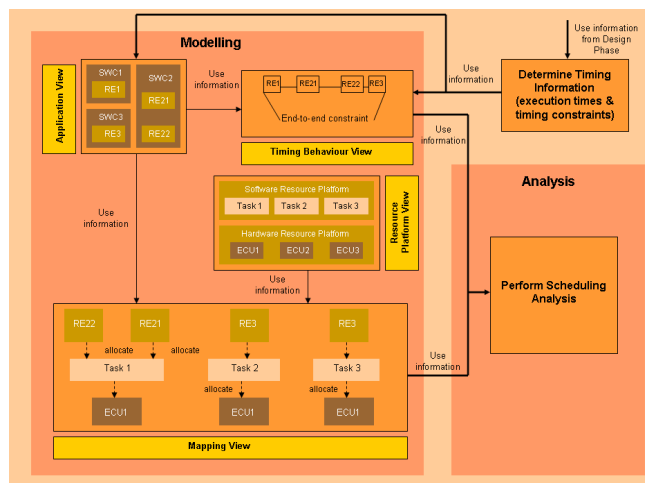 Modelling
Use information
from Design
Phase
Application View
SWC1
RE1
SWC2
RE21
RE22
SWC3
RE3
Use
information
RE1
RE21
RE22
RE3
End-to-end constraint
Timing Behaviour View
Use
information
Determine Timing
Information
(execution times &
timing constraints)
Use
information
Analysis
Software Resource Platform
Task 1
Task 2
Task 3
Hardware Resource Platform
ECU1
ECU2
ECU3
Resource
Platform View
Use
information
Use
information
Perform Scheduling
Analysis
RE22
RE21
RE3
RE3
allocate
allocate
Task 1
Task 2
Task 3
allocate
allocate
ECU1
ECU1
ECU1
Use
information
Mapping View